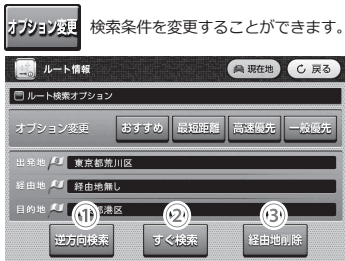 オプション変更 検索条件を変更することができます。
ルート情報 現在地 戻る
ルート検索オプション
オプション変更 おすすめ 最短距離 高速優先 一般優先
出発地 東京都荒川区
経由地 経由地無し
目的地 都港区
① ② ③
逆方向検索 すぐ検索 経由地削除